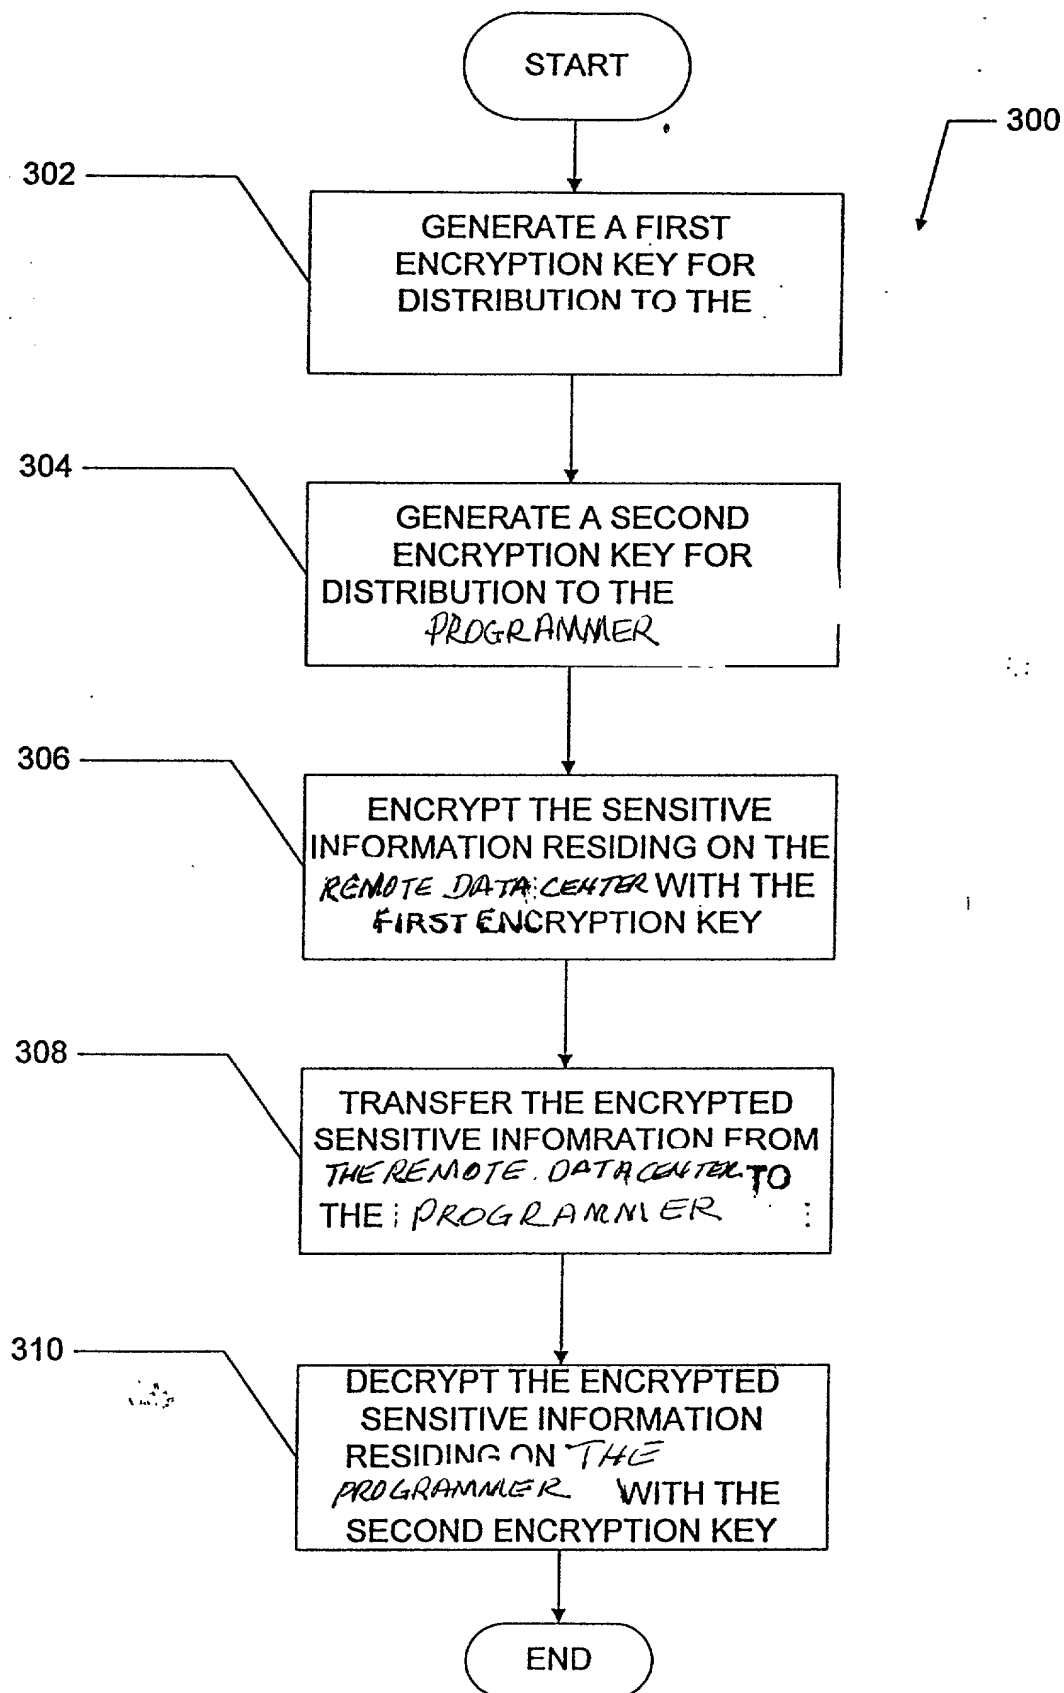 START
300
302
GENERATE A FIRST
ENCRYPTION KEY FOR
DISTRIBUTION TO THE
304
GENERATE A SECOND
ENCRYPTION KEY FOR
DISTRIBUTION TO THE
PROGRAMMER
306
ENCRYPT THE SENSITIVE
INFORMATION RESIDING ON THE
REMOTE DATA CENTER WITH THE
FIRST ENCRYPTION KEY
308
TRANSFER THE ENCRYPTED
SENSITIVE INFOMRATION FROM
THE REMOTE DATA CENTER TO
THE PROGRAMMER
310
DECRYPT THE ENCRYPTED
SENSITIVE INFORMATION
RESIDING ON THE
PROGRAMMER WITH THE
SECOND ENCRYPTION KEY
END